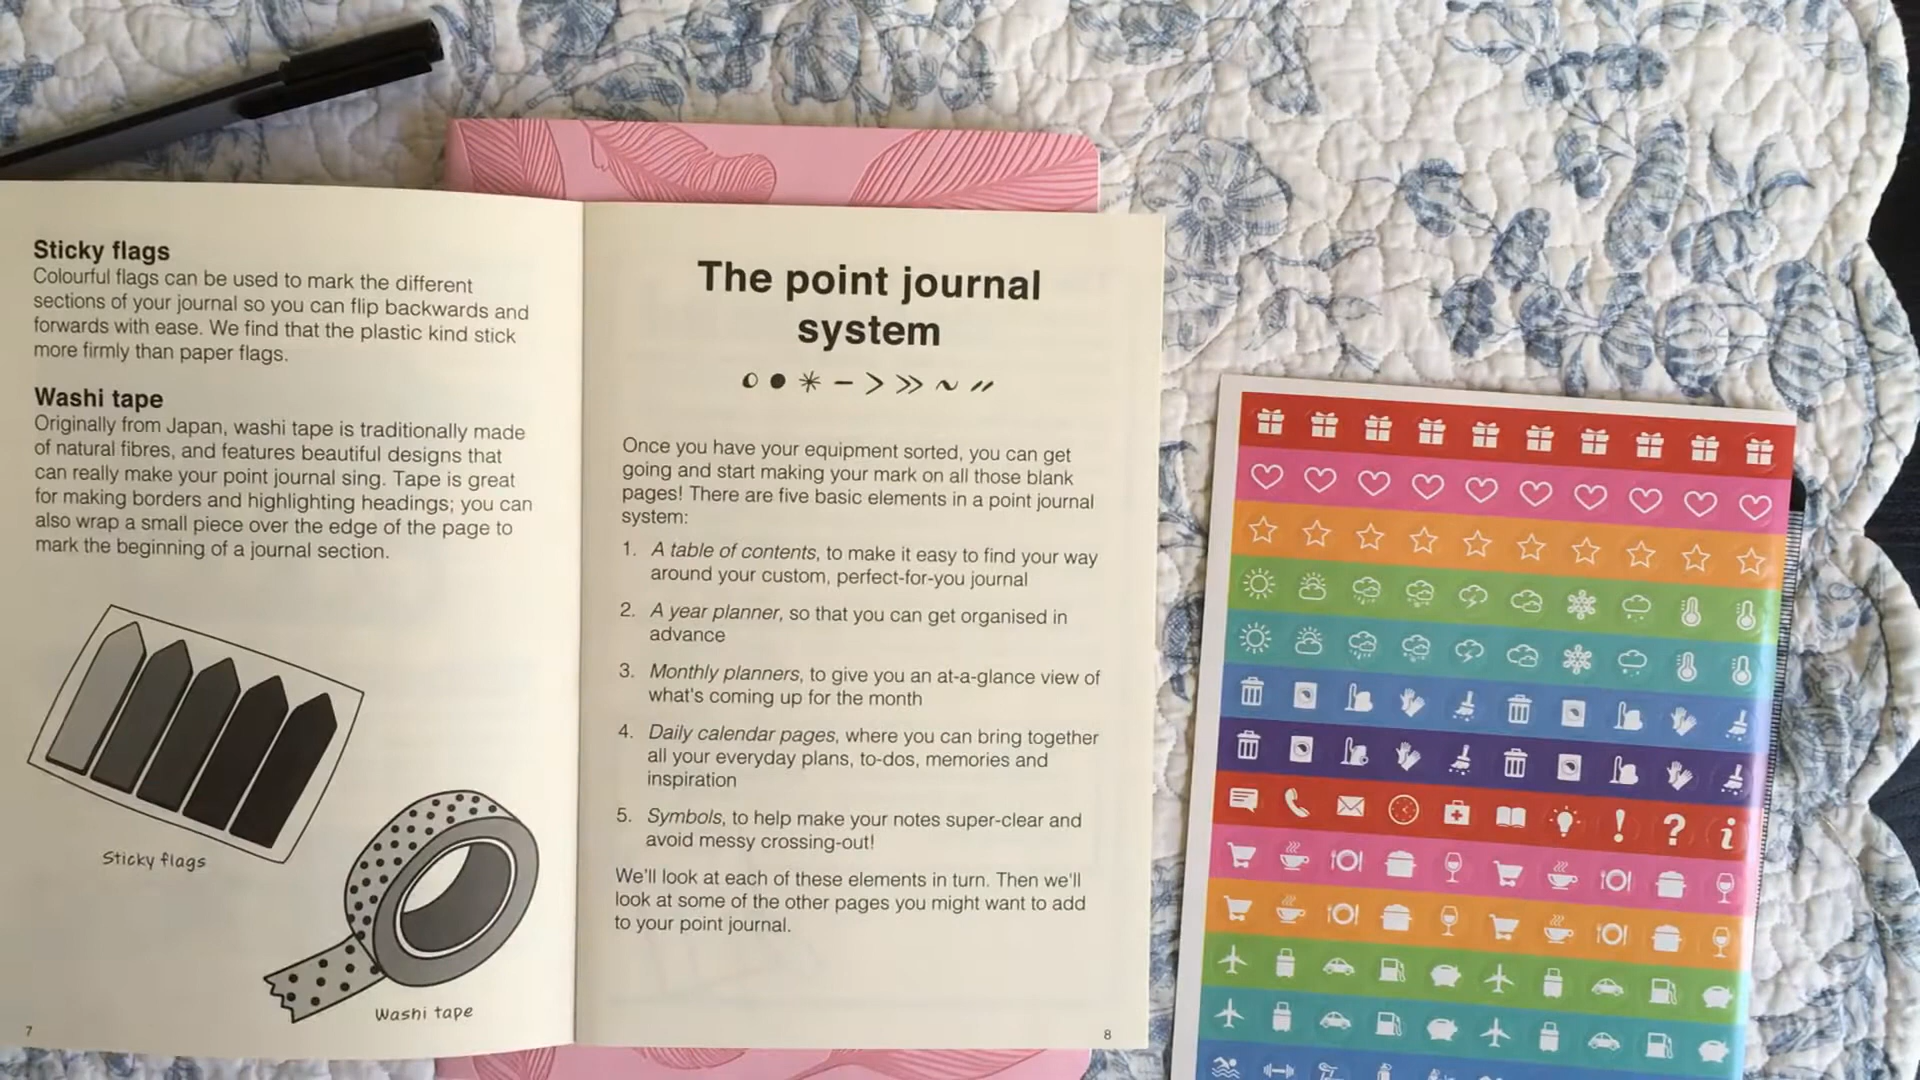 Sticky flags
Colourful flags can be used to mark the different
sections of your journal so you can flip backwards and
forwards with ease. We find that the plastic kind stick
more firmly than paper flags.
Washi tape
Originally from Japan, washi tape is traditionally made
of natural fibres, and features beautiful designs that
can really make your point journal sing. Tape is great
for making borders and highlighting headings; you can
also wrap a small piece over the edge of the page to
mark the beginning of a journal section.
Sticky flags
Washi tape
7
The point journal
system
Once you have your equipment sorted, you can get
going and start making your mark on all those blank
pages! There are five basic elements in a point journal
system:
1. A table of contents, to make it easy to find your way
around your custom, perfect-for-you journal
2. A year planner, so that you can get organised in
advance
3. Monthly planners, to give you an at-a-glance view of
what's coming up for the month
4. Daily calendar pages, where you can bring together
all your everyday plans, to-dos, memories and
inspiration
5. Symbols, to help make your notes super-clear and
avoid messy crossing-out!
We'll look at each of these elements in turn. Then we'll
look at some of the other pages you might want to add
to your point journal.
8
! ? i